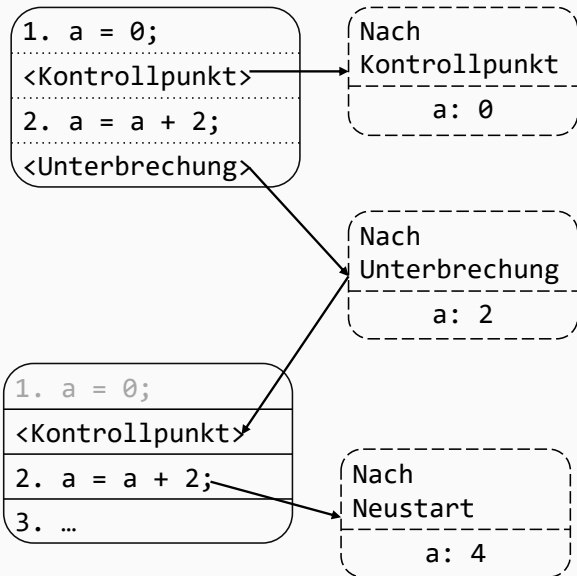 1. a = 0;
<Kontrollpunkt>
2. a = a + 2;
<Unterbrechung>
Nach
Kontrollpunkt
a: 0
Nach
Unterbrechung
a: 2
1. a = 0;
<Kontrollpunkt>
2. a = a + 2;
3. …
Nach
Neustart
a: 4